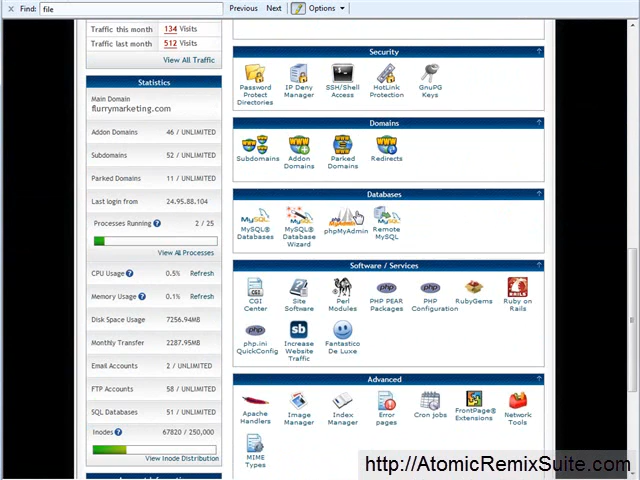 Find: file Previous Next Options
Traffic this month 134 Visits
Traffic last month 512 Visits
View All Traffic
Statistics
Main Domain
flurrymarketing.com
Addon Domains 46 / UNLIMITED
Subdomains 52 / UNLIMITED
Parked Domains 11 / UNLIMITED
Last login from 24.95.88.104
Processes Running 2 / 25
View All Processes
CPU Usage 0.5% Refresh
Memory Usage 0.1% Refresh
Disk Space Usage 7256.94MB
Monthly Transfer 2287.95MB
Email Accounts 2 / UNLIMITED
FTP Accounts 58 / UNLIMITED
SQL Databases 51 / UNLIMITED
Inodes 67820 / 250,000
View Inode Distribution
Security
Password Protect Directories
IP Deny Manager
SSH/Shell Access
HotLink Protection
GnuPG Keys
Domains
Subdomains
Addon Domains
Parked Domains
Redirects
Databases
MySQL® Databases
MySQL® Database Wizard
phpMyAdmin
Remote MySQL
Software / Services
CGI Center
Site Software
Perl Modules
PHP PEAR Packages
PHP Configuration
RubyGems
Ruby on Rails
php.ini QuickConfig
Increase Website Traffic
Fantastico De Luxe
Advanced
Apache Handlers
Image Manager
Index Manager
Error pages
Cron jobs
FrontPage® Extensions
Network Tools
MIME Types
http://AtomicRemixSuite.com